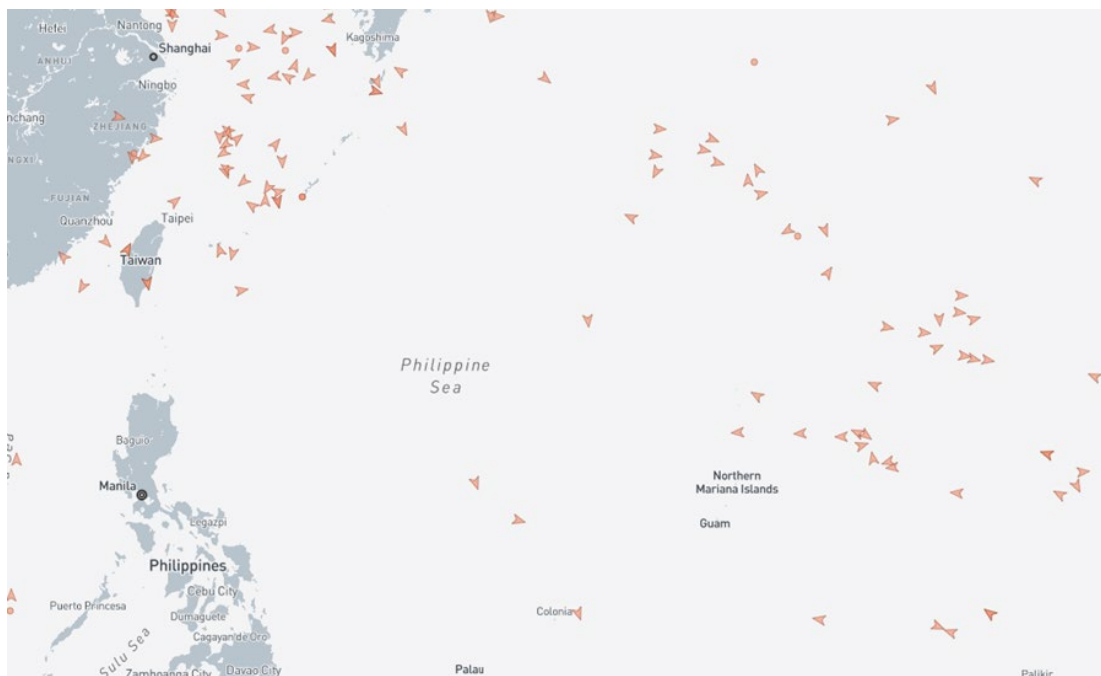 Hefei
Nantong
Kagoshima
Shanghai
ANHUI
Ningbo
nchang
ZHEJIANG
NGXI
FUJIAN
Quanzhou
Taipei
Taiwan
Philippine
Sea
Baguio
Manila
Northern
Mariana Islands
Legazpi
Guam
Philippines
Cebu City
Puerto Princesa
Dumaguete
Colonia
Cagayan de Oro
Sulu Sea
Zamboanga City
Davao City
Palau
Palikir